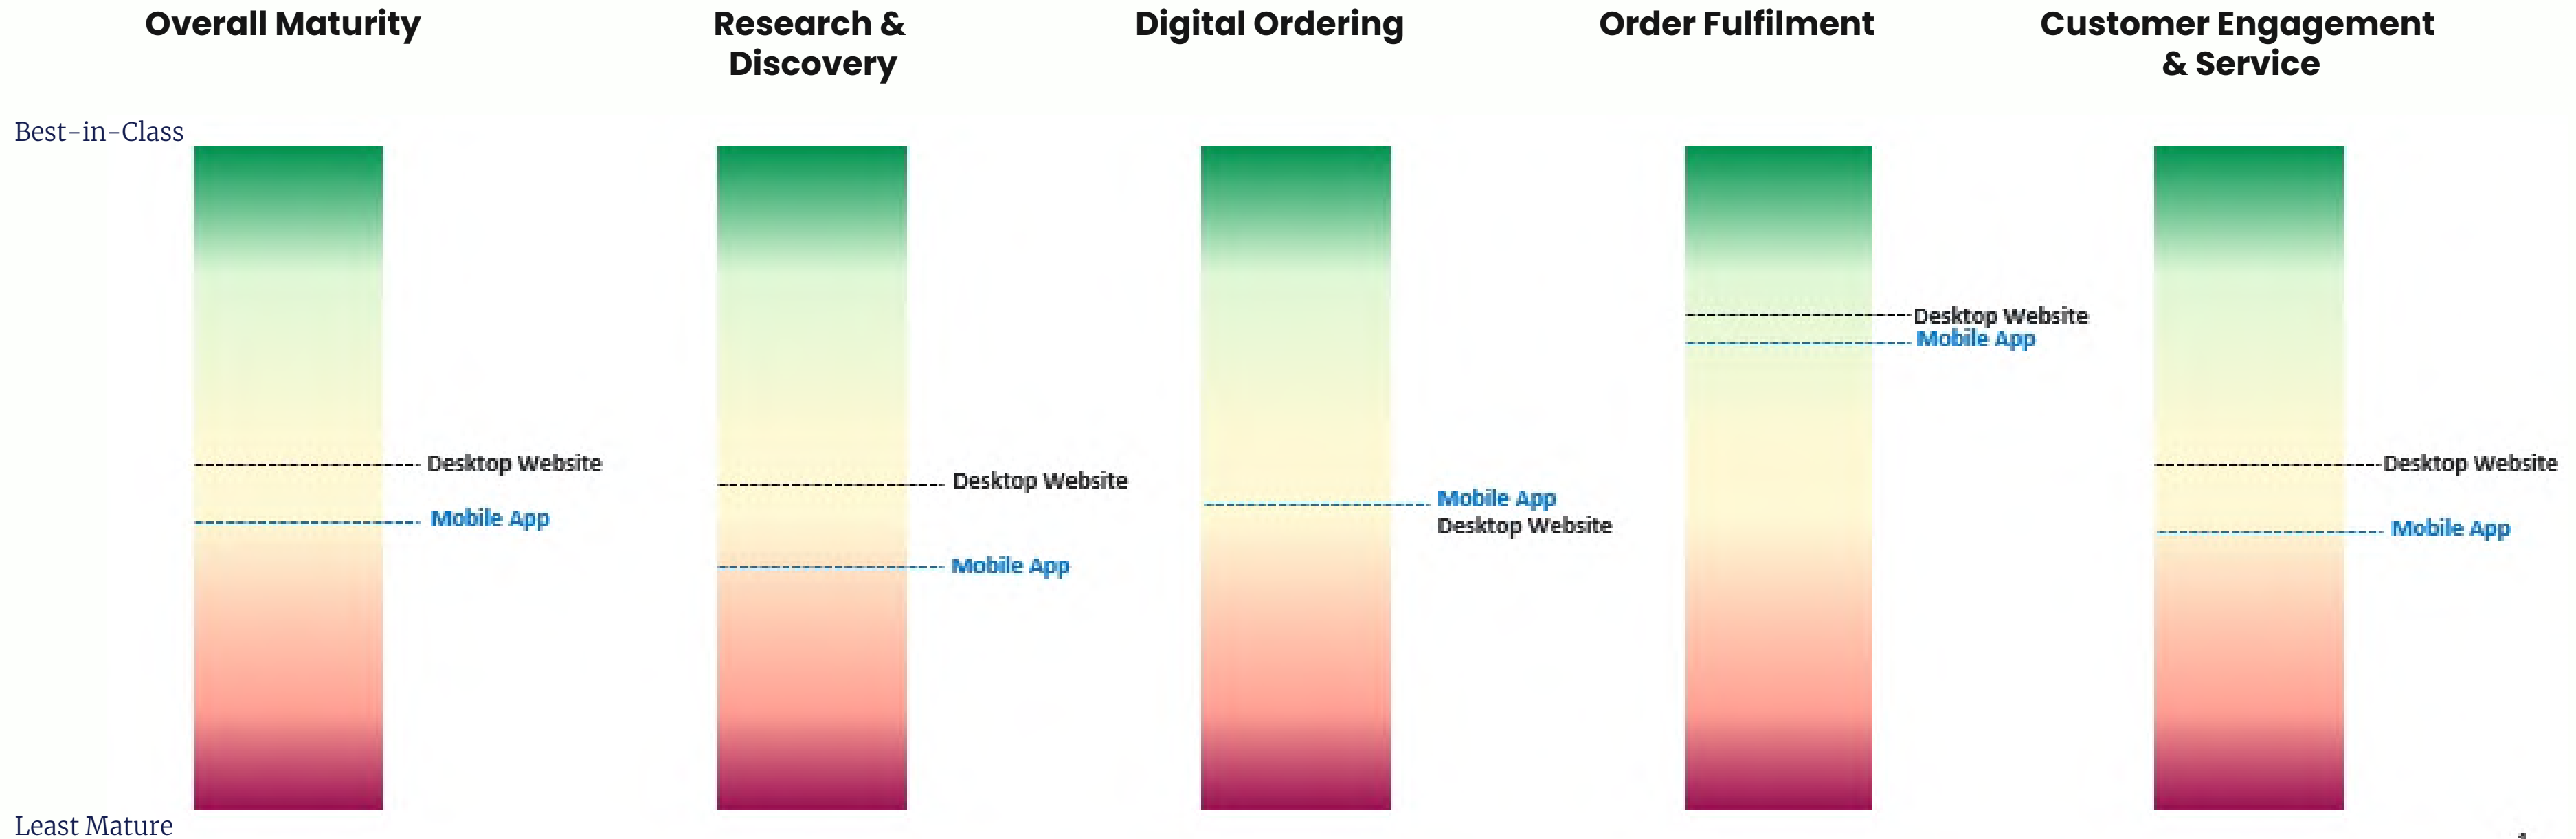 Overall Maturity
Research &
Discovery
Digital Ordering
Order Fulfilment
Customer Engagement
& Service
Best-in-Class
Desktop Website
Mobile App
Desktop Website
Mobile App
Mobile App
Desktop Website
Desktop Website
Mobile App
Desktop Website
Mobile App
Least Mature